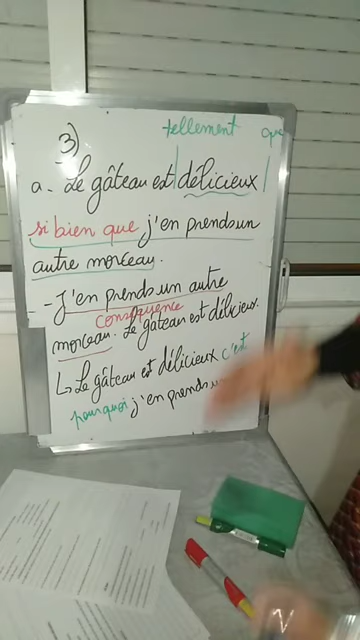 tellement que
3)
a - Le gâteau est délicieux
si bien que j'en prends un
autre morceau.
- J'en prends un autre
conséquence
morceau. Le gâteau est délicieux.
↳ Le gâteau est délicieux c'est
pourquoi j'en prends